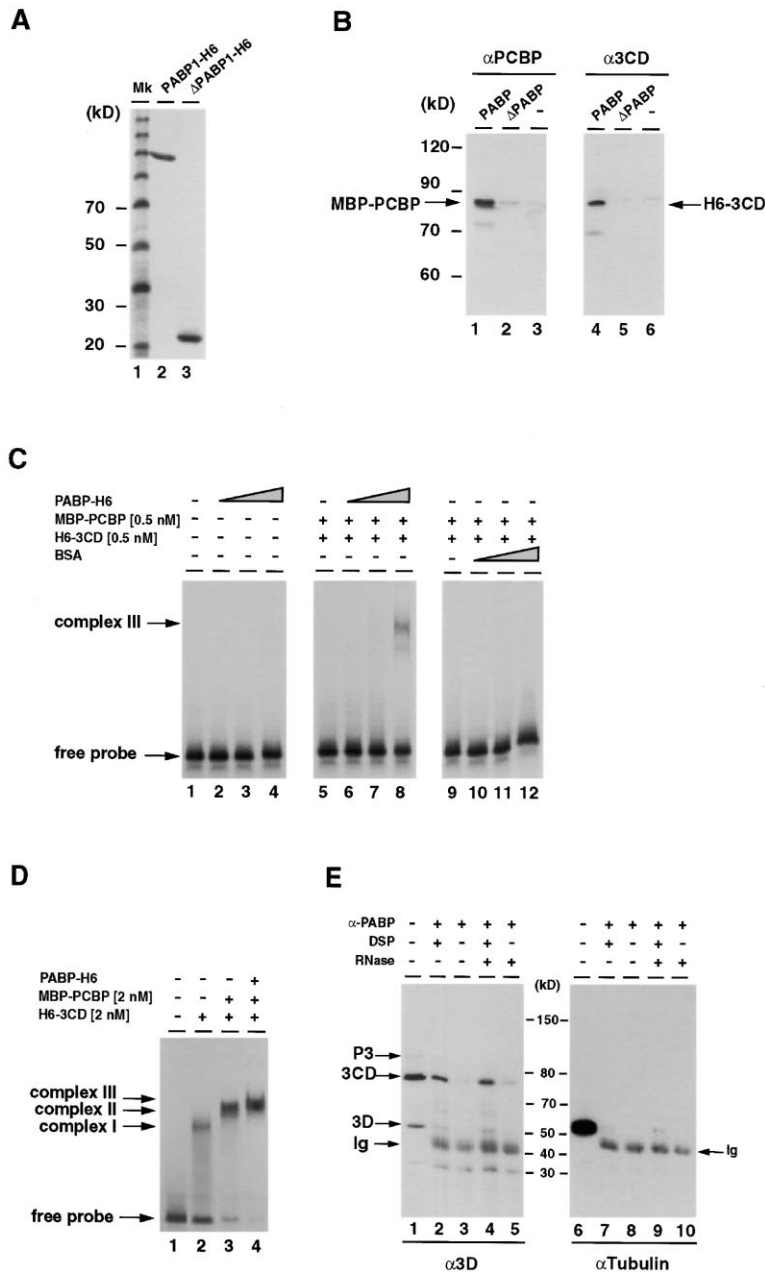 A
Mk PABP1-H6 ΔPABP1-H6
(kD)
70
50
30
20
1 2 3
B
αPCBP α3CD
(kD) PABP ΔPABP - PABP ΔPABP -
120
90
MBP-PCBP H6-3CD
70
60
1 2 3 4 5 6
C
PABP-H6 - - -
MBP-PCBP [0.5 nM] - - - - + + + + + + + +
H6-3CD [0.5 nM] - - - - + + + + + + + +
BSA - - - - - - - - -
complex III
free probe
1 2 3 4 5 6 7 8 9 10 11 12
D
PABP-H6 - - - +
MBP-PCBP [2 nM] - - + +
H6-3CD [2 nM] - + + +
complex III
complex II
complex I
free probe
1 2 3 4
E
α-PABP - + + + + - + + + +
DSP - + - + - - + - + -
RNase - - - + + - - - + +
(kD)
150
P3
3CD 80
70
3D 50
Ig 40 Ig
30
1 2 3 4 5 6 7 8 9 10
α3D αTubulin